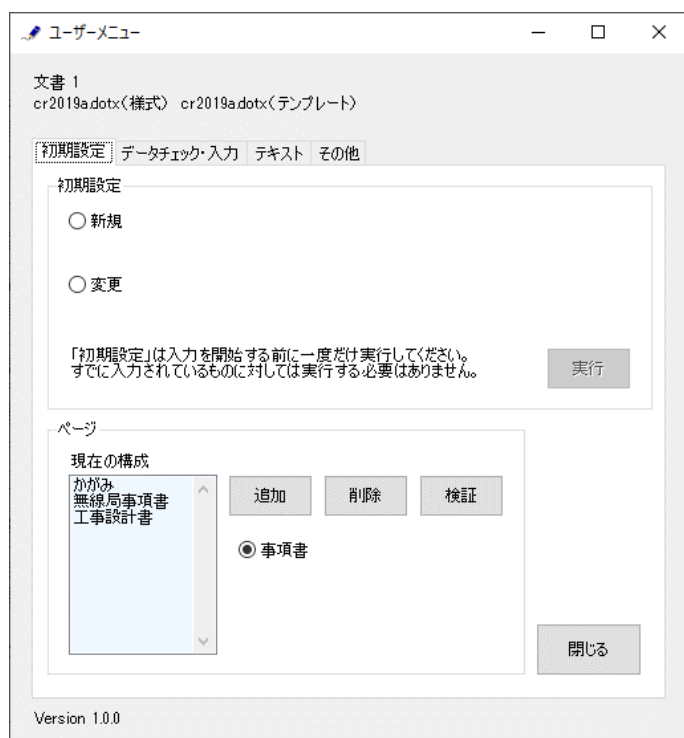 ユーザーメニュー
文書 1
cr2019a.dotx(様式) cr2019a.dotx(テンプレート)
初期設定 データチェック・入力 テキスト その他
初期設定
新規
変更
「初期設定」は入力を開始する前に一度だけ実行してください。
すでに入力されているものに対しては実行する必要はありません。
実行
ページ
現在の構成
かがみ
無線局事項書
工事設計書
追加 削除 検証
事項書
閉じる
Version 1.0.0